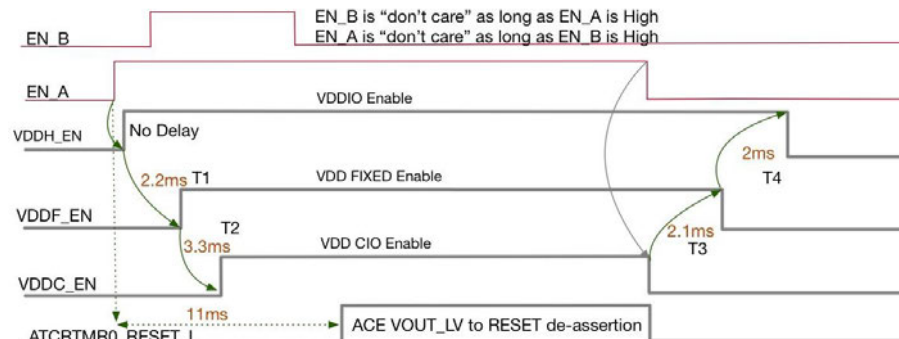 EN_B is “don’t care” as long as EN_A is High
EN_A is “don’t care” as long as EN_B is High
EN_B
EN_A
VDDIO Enable
VDDH_EN
No Delay
2.2ms T1
VDD FIXED Enable
2ms
T4
VDDF_EN
T2
3.3ms
VDD CIO Enable
2.1ms
T3
VDDC_EN
11ms
ACE VOUT_LV to RESET de-assertion
ATCRTMR0_RESET_L